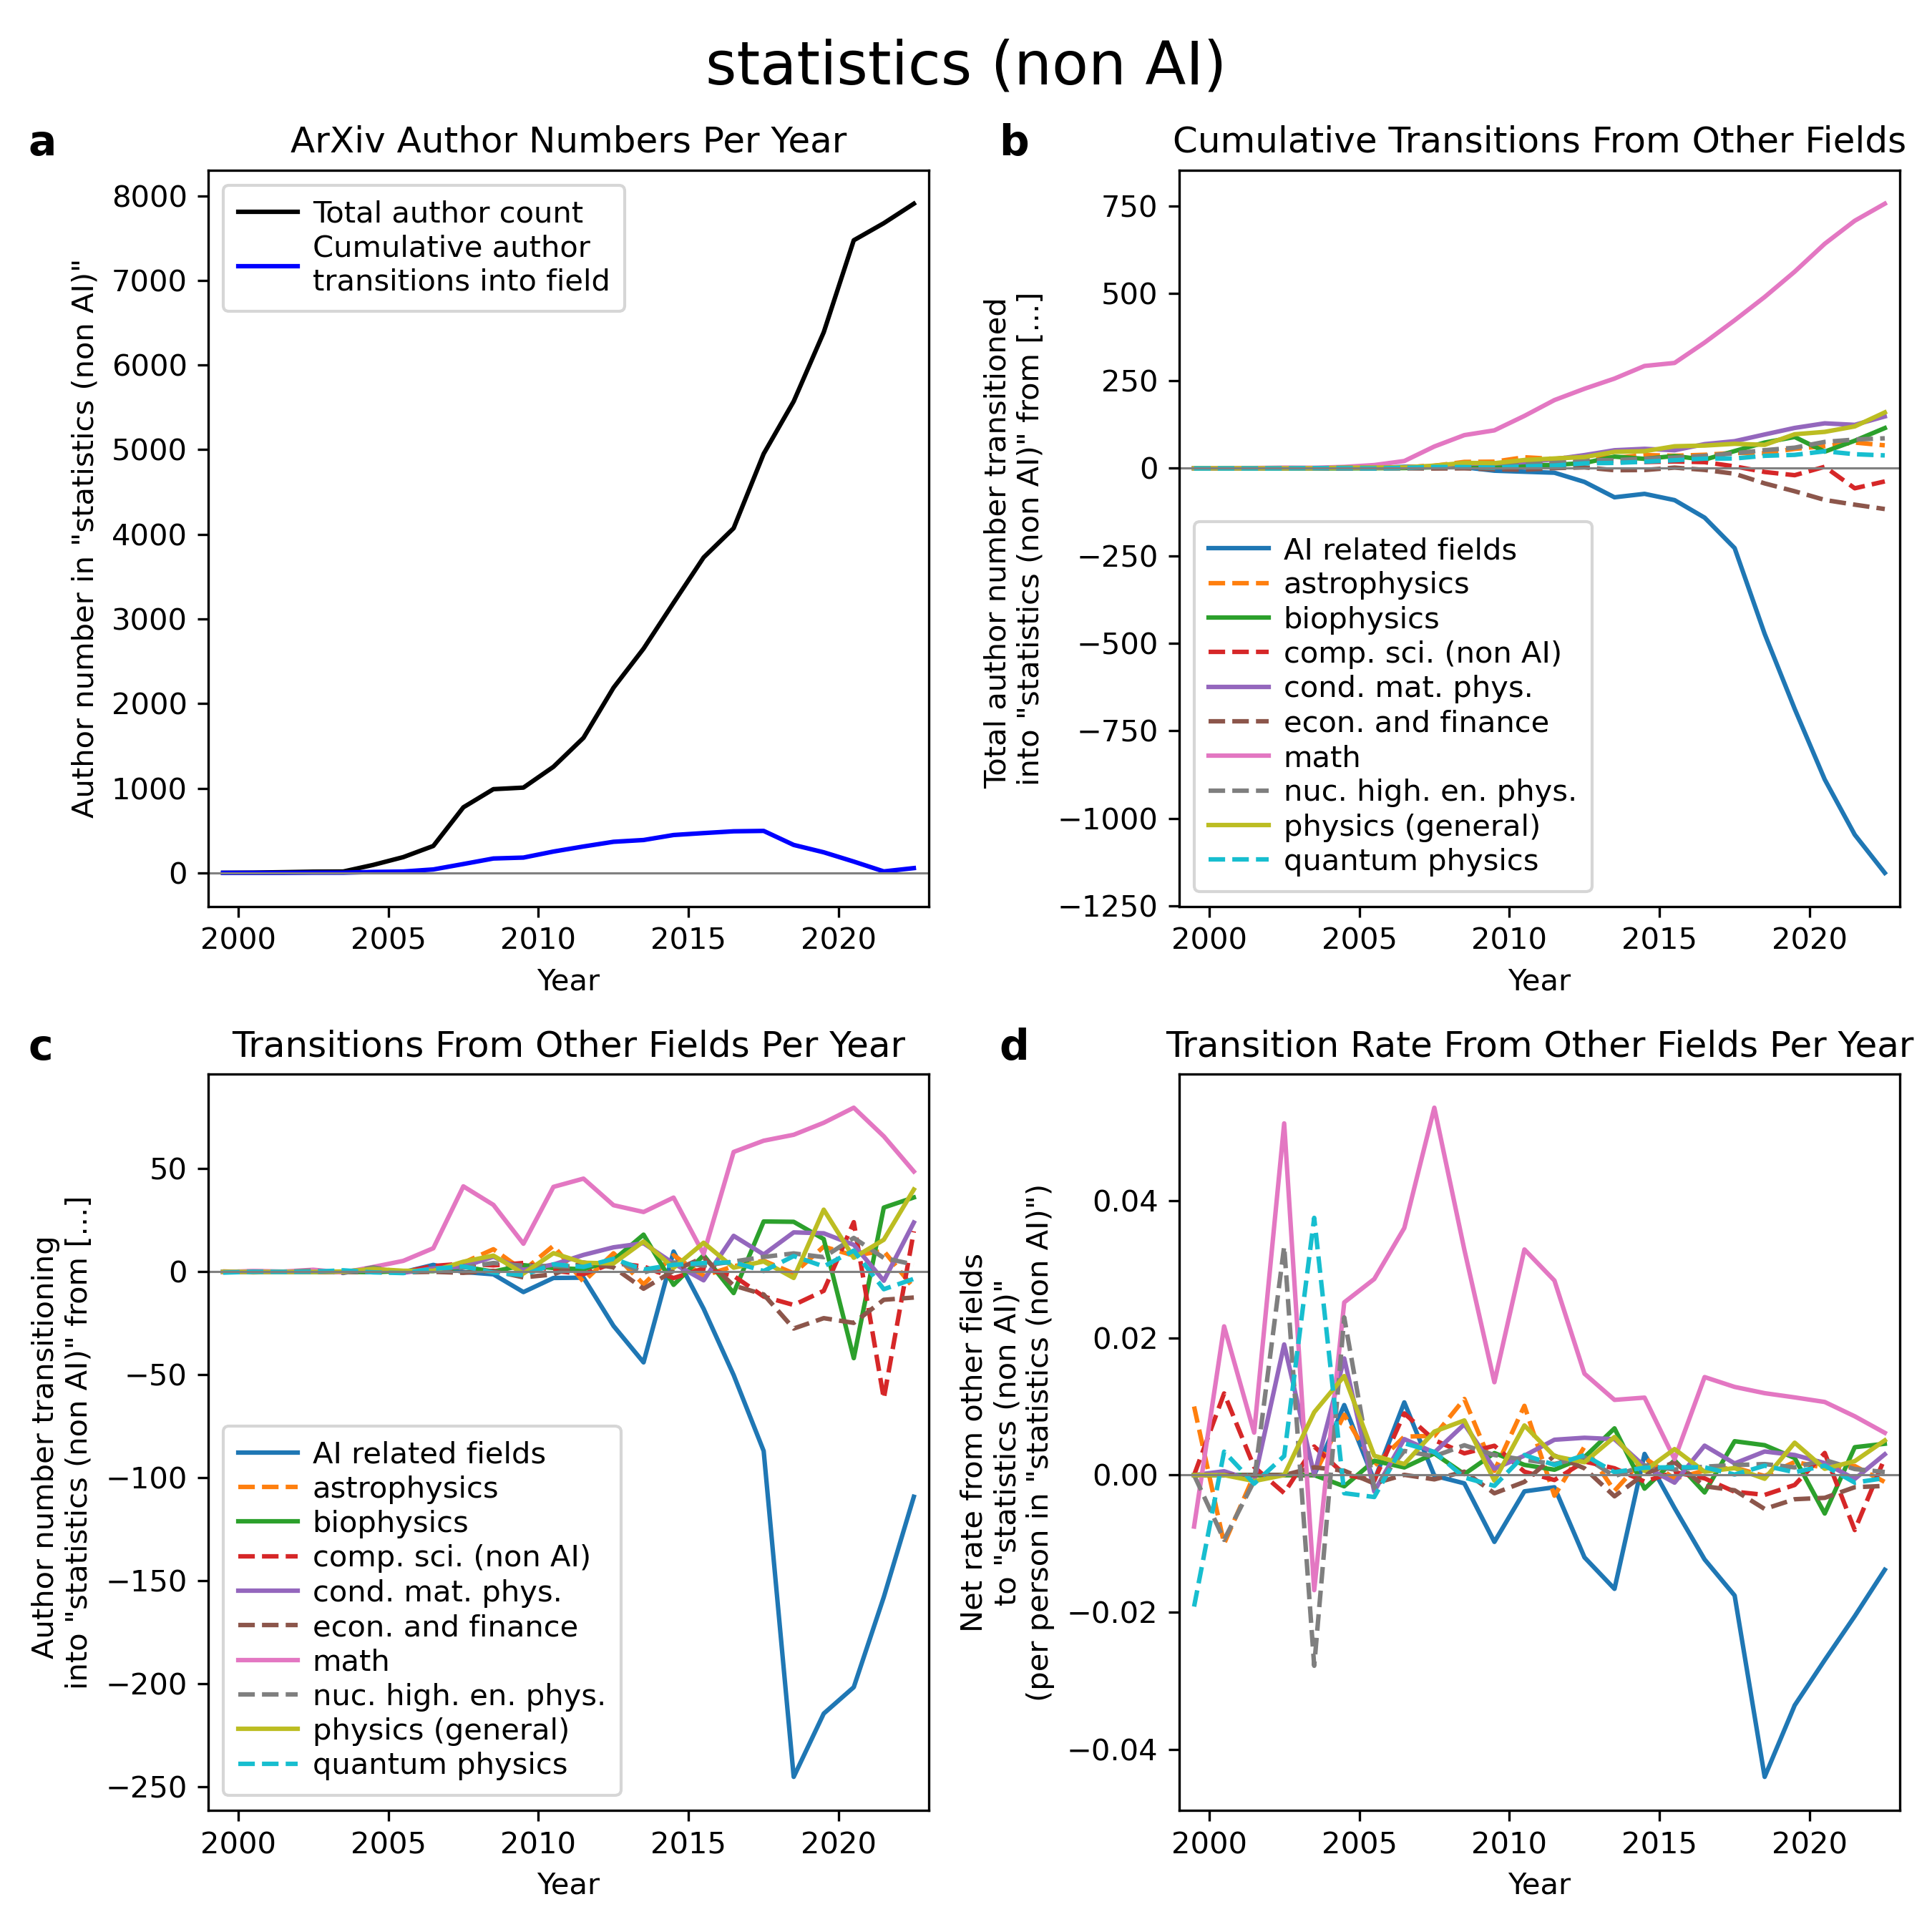 statistics (non AI)
a
ArXiv Author Numbers Per Year
Author number in "statistics (non AI)"
8000
7000
6000
5000
4000
3000
2000
1000
0
Total author count
Cumulative author
transitions into field
2000
2005
2010
2015
2020
Year
b
Cumulative Transitions From Other Fields
Total author number transitioned
into "statistics (non AI)" from [...]
750
500
250
0
−250
−500
−750
−1000
−1250
AI related fields
astrophysics
biophysics
comp. sci. (non AI)
cond. mat. phys.
econ. and finance
math
nuc. high. en. phys.
physics (general)
quantum physics
2000
2005
2010
2015
2020
Year
c
Transitions From Other Fields Per Year
Author number transitioning
into "statistics (non AI)" from [...]
50
0
−50
−100
−150
−200
−250
AI related fields
astrophysics
biophysics
comp. sci. (non AI)
cond. mat. phys.
econ. and finance
math
nuc. high. en. phys.
physics (general)
quantum physics
2000
2005
2010
2015
2020
Year
d
Transition Rate From Other Fields Per Year
Net rate from other fields
to "statistics (non AI)"
(per person in "statistics (non AI)")
0.04
0.02
0.00
−0.02
−0.04
2000
2005
2010
2015
2020
Year